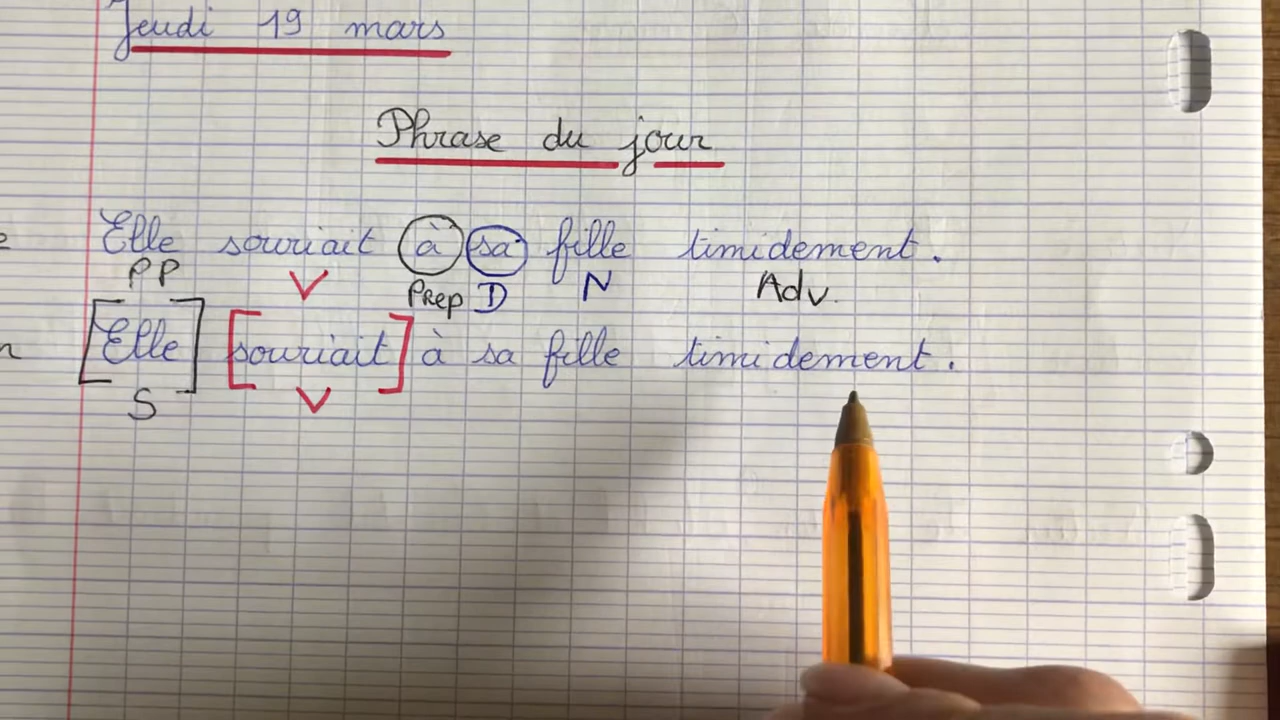 Jeudi 19 mars
Phrase du jour
Elle souriait à sa fille timidement.
PP V Prep D N Adv.
Elle souriait à sa fille timidement.
S V